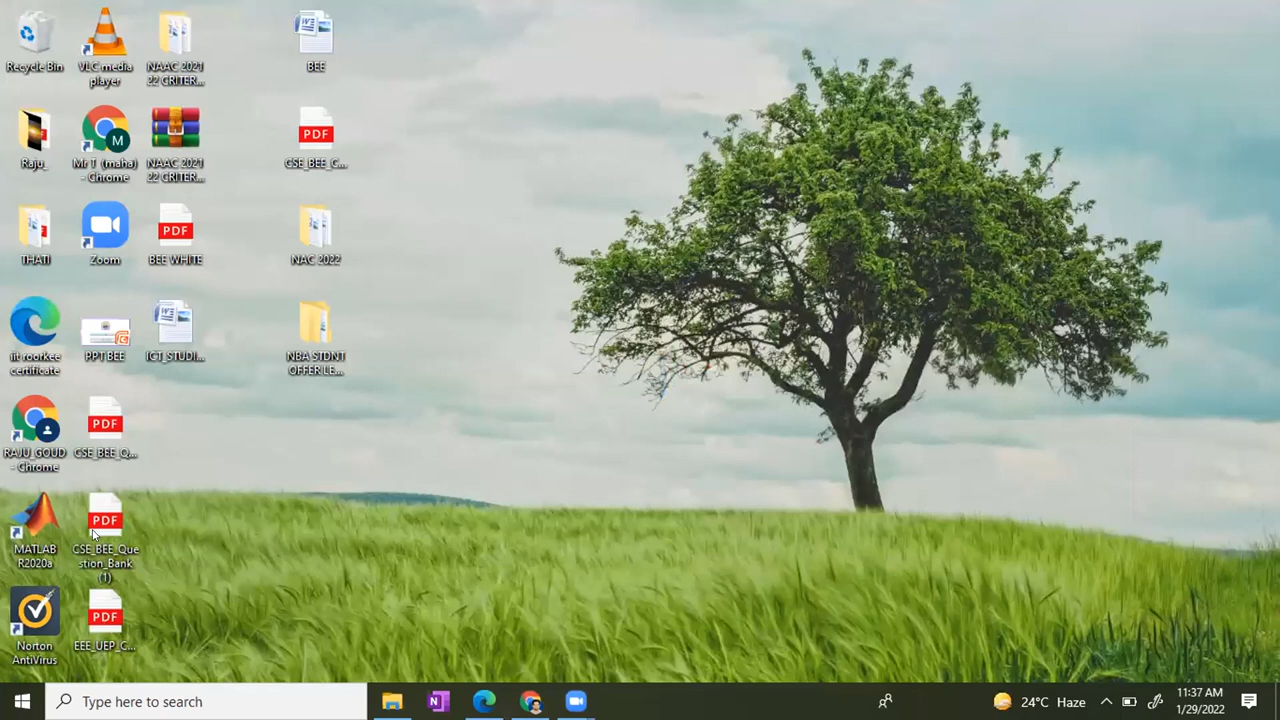 Recycle Bin
VLC media
player
NAAC 2021
22 CRITER...
BEE
Raju_
Mr T (maha)
- Chrome
NAAC 2021
22 CRITER...
PDF
CSE_BEE_C...
THATI
Zoom
PDF
BEE WHITE
NAC 2022
iit roorkee
certificate
PPT BEE
ICT_STUDI...
NBA STDNT
OFFER LE...
RAJU_GOUD
- Chrome
PDF
CSE_BEE_Q...
MATLAB
R2020a
PDF
CSE_BEE_Que
stion_Bank
(1)
Norton
AntiVirus
PDF
EEE_UEP_C...
Type here to search
24°C Haze
11:37 AM
1/29/2022